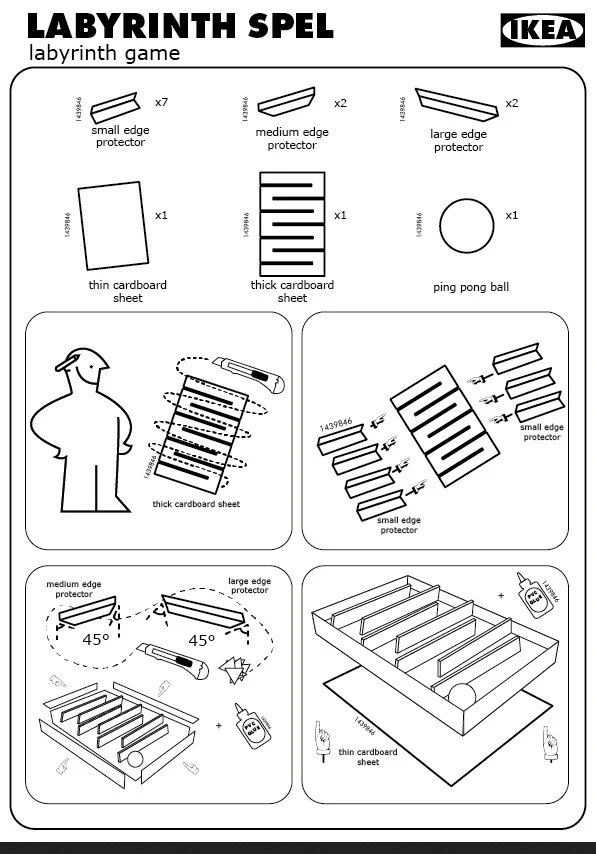 LABYRINTH SPEL
IKEA
labyrinth game
1439846
x7
small edge
protector
1439846
x2
medium edge
protector
1439846
x2
large edge
protector
1439846
x1
thin cardboard
sheet
1439846
x1
thick cardboard
sheet
1439846
x1
ping pong ball
1439846
thick cardboard sheet
1439846
small edge
protector
small edge
protector
medium edge
protector
large edge
protector
45°
45°
+
PVC
GLUE
+
PVC
GLUE
1439846
1439846
thin cardboard
sheet